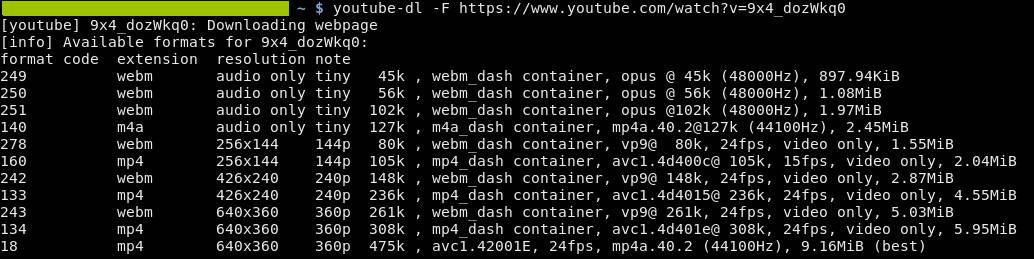 ~ $ youtube-dl -F https://www.youtube.com/watch?v=9x4_dozWkq0
[youtube] 9x4_dozWkq0: Downloading webpage
[info] Available formats for 9x4_dozWkq0:
format code  extension  resolution note
249          webm       audio only tiny   45k , webm_dash container, opus @ 45k (48000Hz), 897.94KiB
250          webm       audio only tiny   56k , webm_dash container, opus @ 56k (48000Hz), 1.08MiB
251          webm       audio only tiny  102k , webm_dash container, opus @102k (48000Hz), 1.97MiB
140          m4a        audio only tiny  127k , m4a_dash container, mp4a.40.2@127k (44100Hz), 2.45MiB
278          webm       256x144    144p   80k , webm_dash container, vp9@  80k, 24fps, video only, 1.55MiB
160          mp4        256x144    144p  105k , mp4_dash container, avc1.4d400c@ 105k, 15fps, video only, 2.04MiB
242          webm       426x240    240p  148k , webm_dash container, vp9@ 148k, 24fps, video only, 2.87MiB
133          mp4        426x240    240p  236k , mp4_dash container, avc1.4d4015@ 236k, 24fps, video only, 4.55MiB
243          webm       640x360    360p  261k , webm_dash container, vp9@ 261k, 24fps, video only, 5.03MiB
134          mp4        640x360    360p  308k , mp4_dash container, avc1.4d401e@ 308k, 24fps, video only, 5.95MiB
18           mp4        640x360    360p  475k , avc1.42001E, 24fps, mp4a.40.2 (44100Hz), 9.16MiB (best)